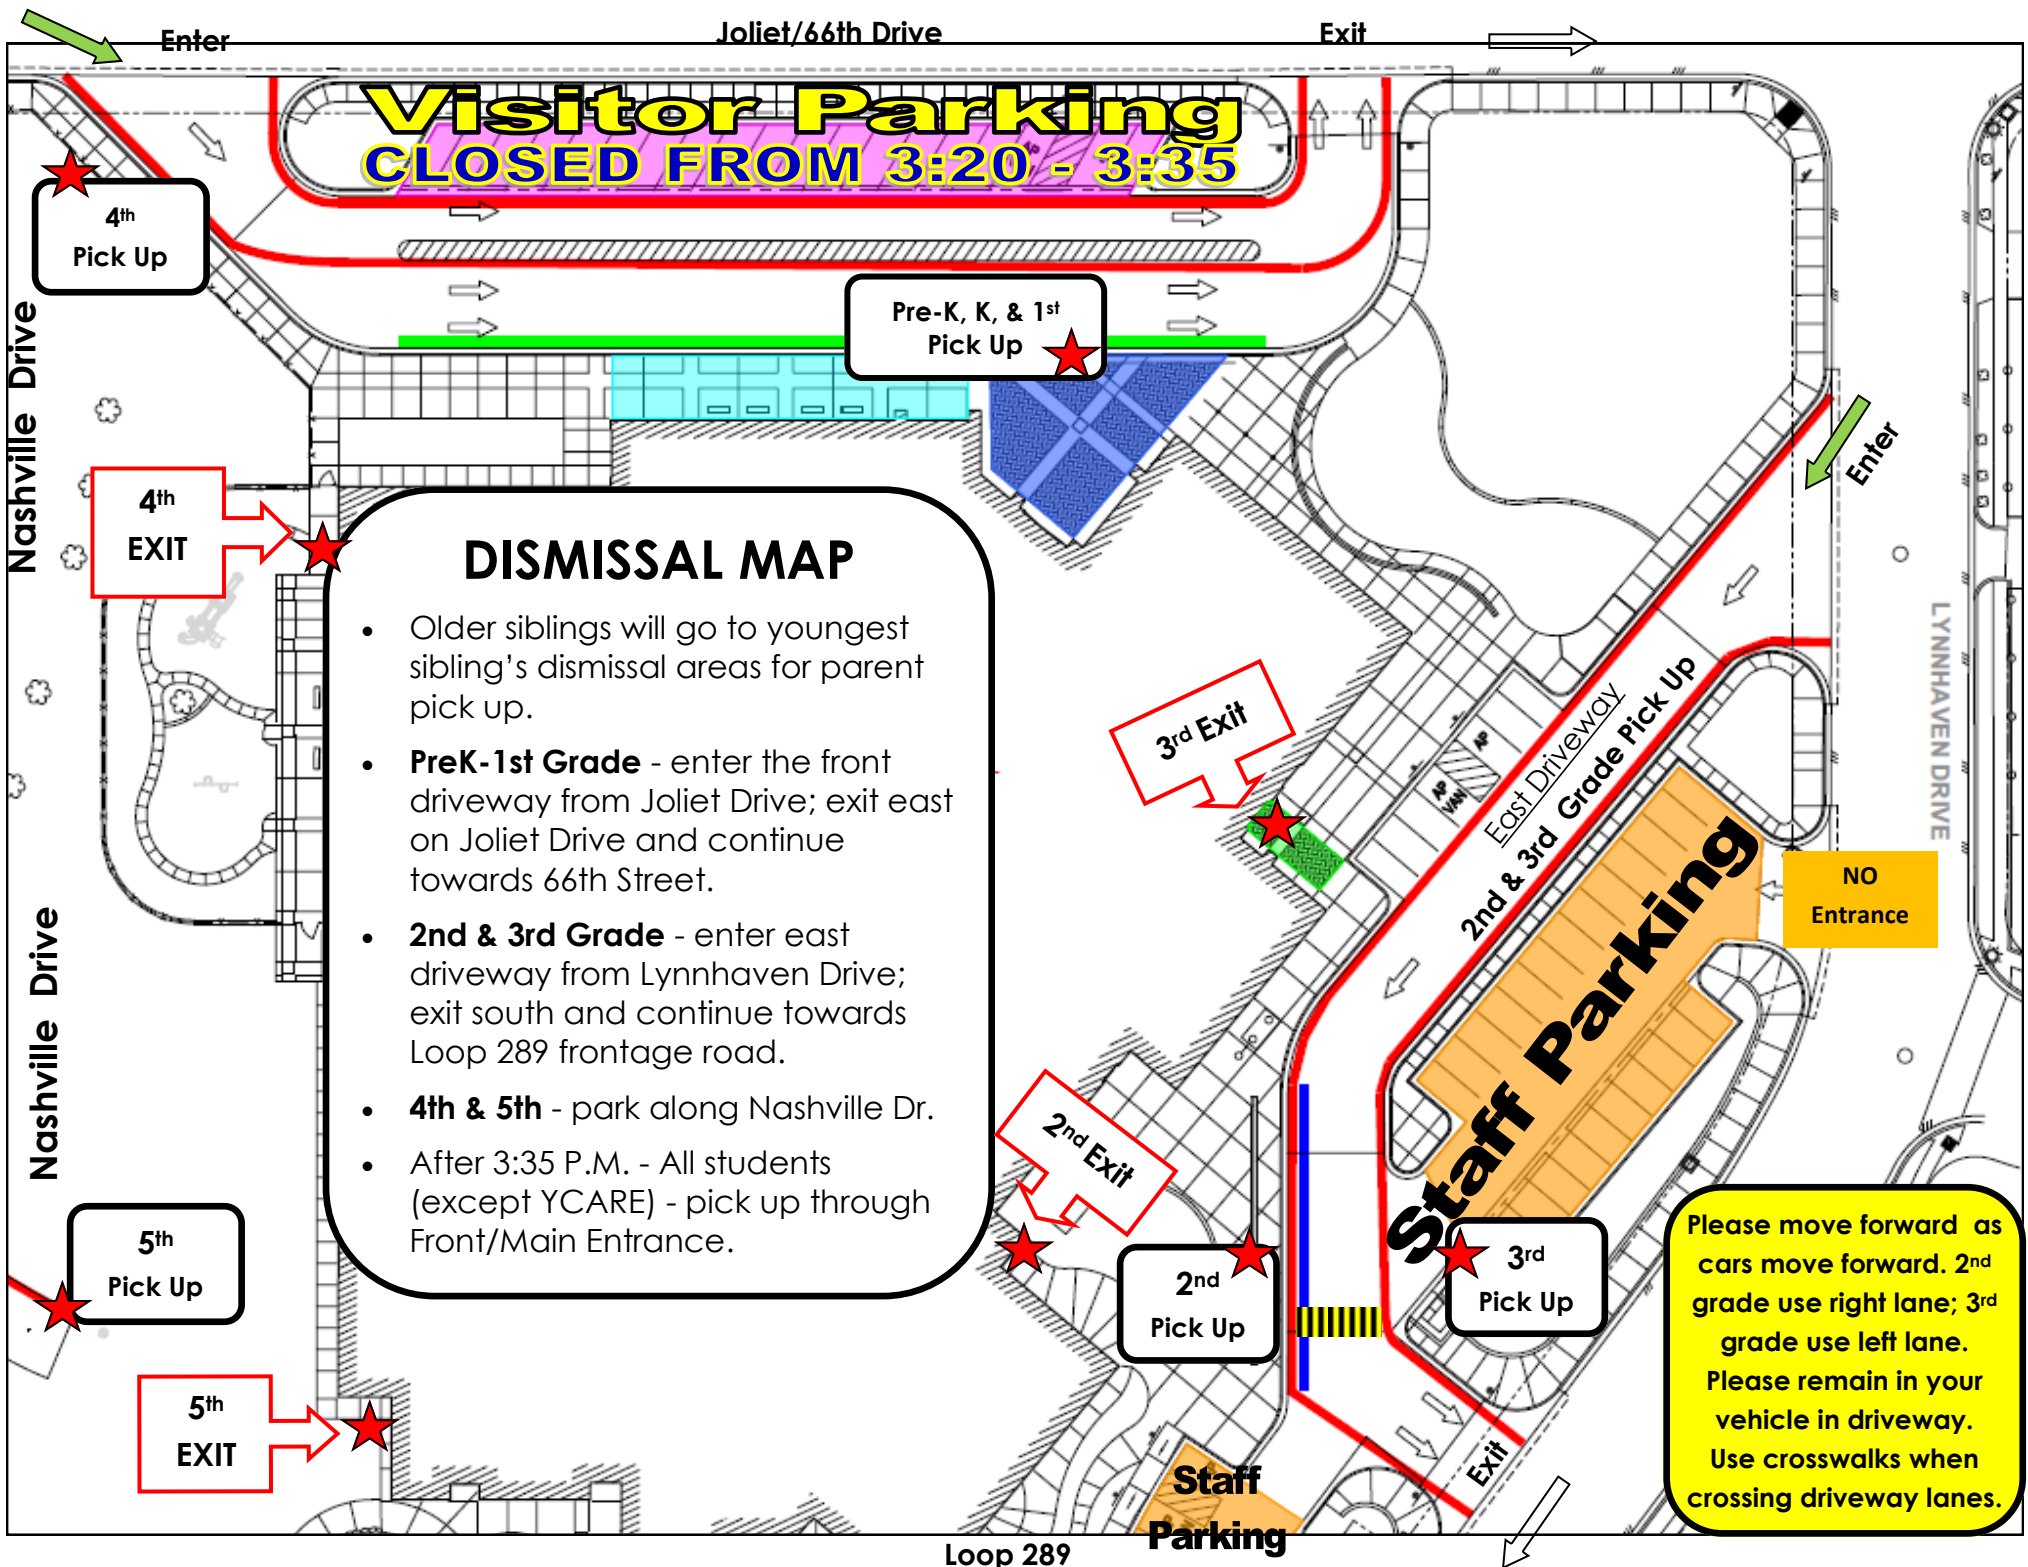 Enter
Joliet/66th Drive
Exit
Visitor Parking
CLOSED FROM 3:20 - 3:35
AP
4th
Pick Up
Pre-K, K, & 1st
Pick Up
Nashville Drive
Enter
4th
EXIT
DISMISSAL MAP
• Older siblings will go to youngest
sibling’s dismissal areas for parent
pick up.
• PreK-1st Grade - enter the front
driveway from Joliet Drive; exit east
on Joliet Drive and continue
towards 66th Street.
• 2nd & 3rd Grade - enter east
driveway from Lynnhaven Drive;
exit south and continue towards
Loop 289 frontage road.
• 4th & 5th - park along Nashville Dr.
• After 3:35 P.M. - All students
(except YCARE) - pick up through
Front/Main Entrance.
LYNNHAVEN DRIVE
3rd Exit
AP
AP
VAN
East Driveway
2nd & 3rd Grade Pick Up
Staff Parking
NO
Entrance
Nashville Drive
2nd Exit
5th
Pick Up
2nd
Pick Up
3rd
Pick Up
Please move forward as
cars move forward. 2nd
grade use right lane; 3rd
grade use left lane.
Please remain in your
vehicle in driveway.
Use crosswalks when
crossing driveway lanes.
5th
EXIT
Exit
Staff
Parking
Loop 289